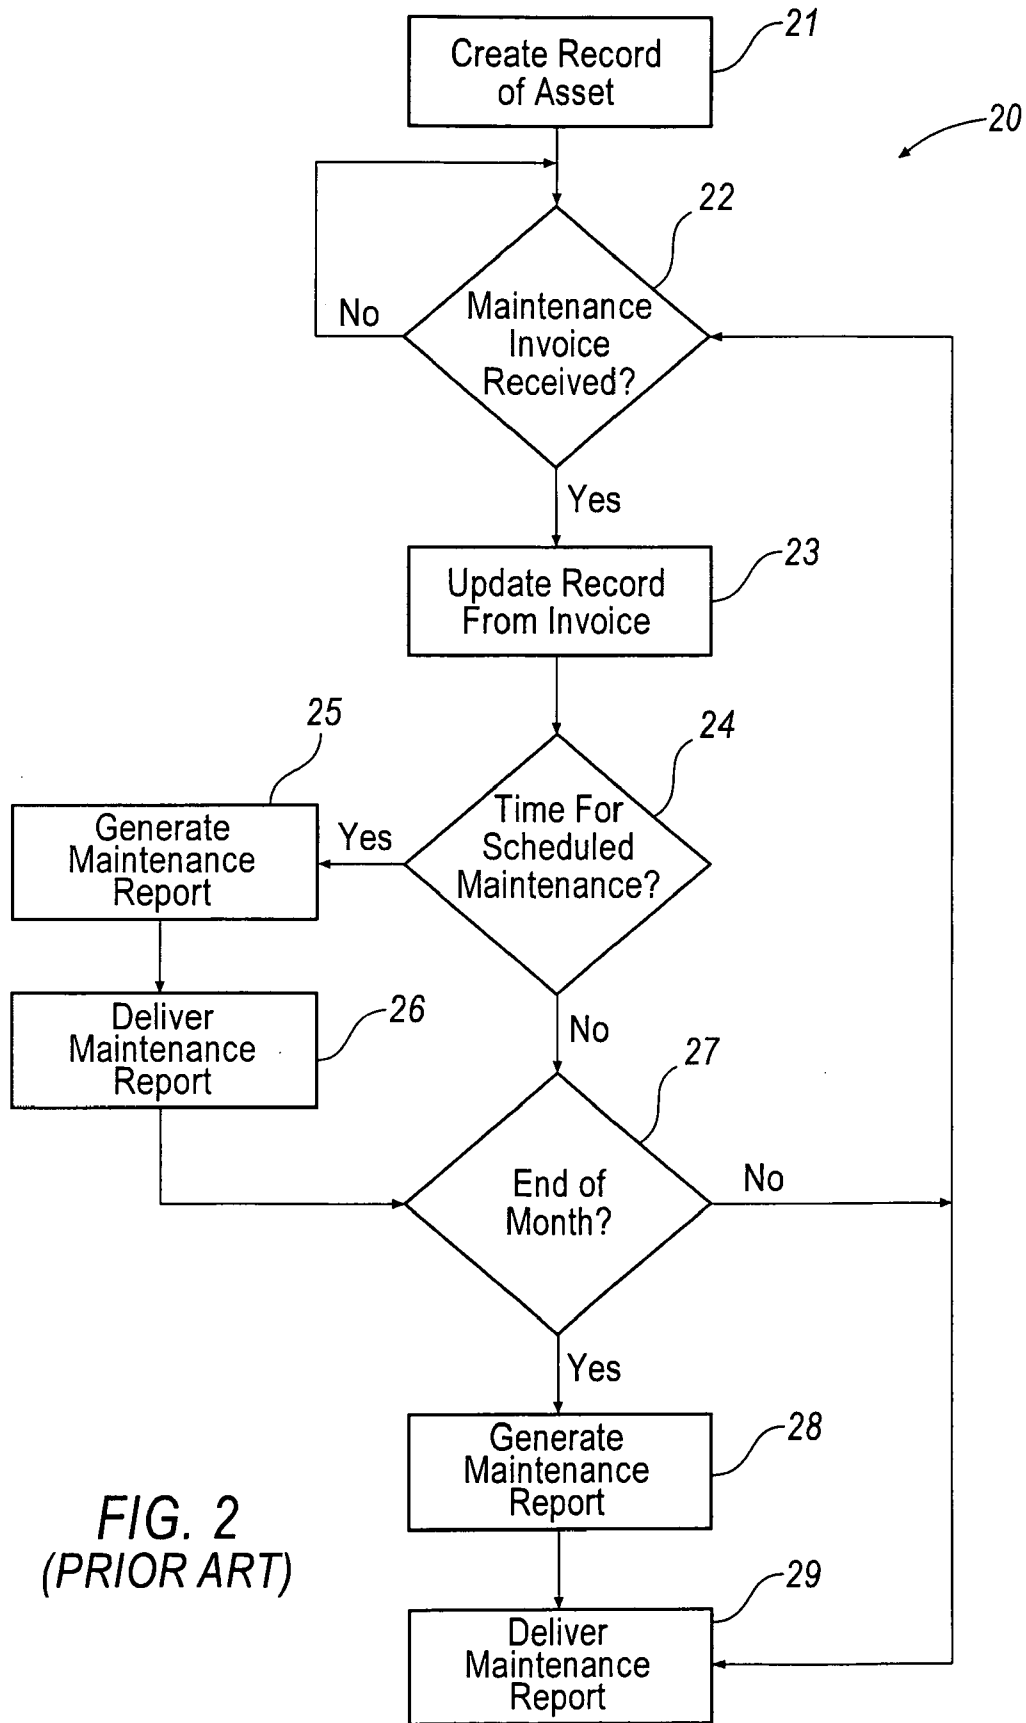 21
Create Record
of Asset
20
22
No
Maintenance
Invoice
Received?
Yes
23
Update Record
From Invoice
25
24
Generate
Maintenance
Report
Yes
Time For
Scheduled
Maintenance?
Deliver
Maintenance
Report
26
No
27
End of
Month?
No
Yes
Generate
Maintenance
Report
28
FIG. 2
(PRIOR ART)
29
Deliver
Maintenance
Report